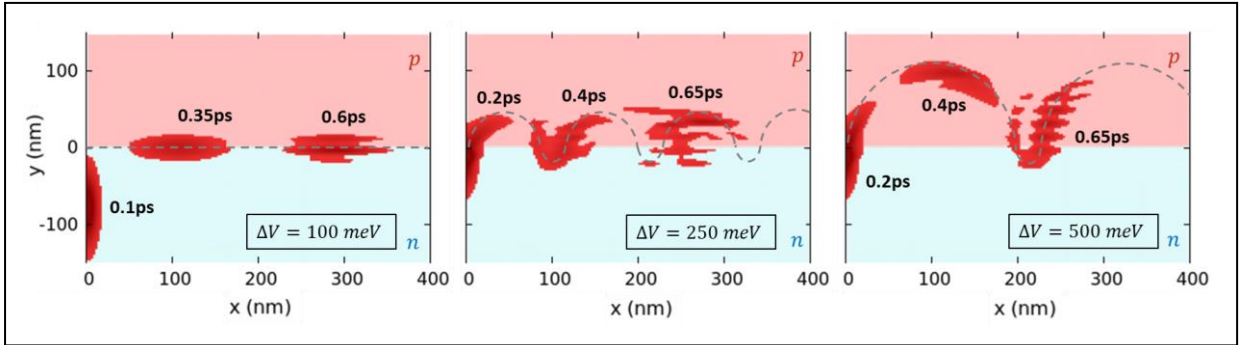 p
0.35ps
0.6ps
0.1ps
ΔV = 100 meV
n
y (nm)
100
0
-100
0
100
200
300
400
x (nm)
p
0.2ps
0.4ps
0.65ps
ΔV = 250 meV
n
0
100
200
300
400
x (nm)
p
0.4ps
0.65ps
0.2ps
ΔV = 500 meV
n
0
100
200
300
400
x (nm)